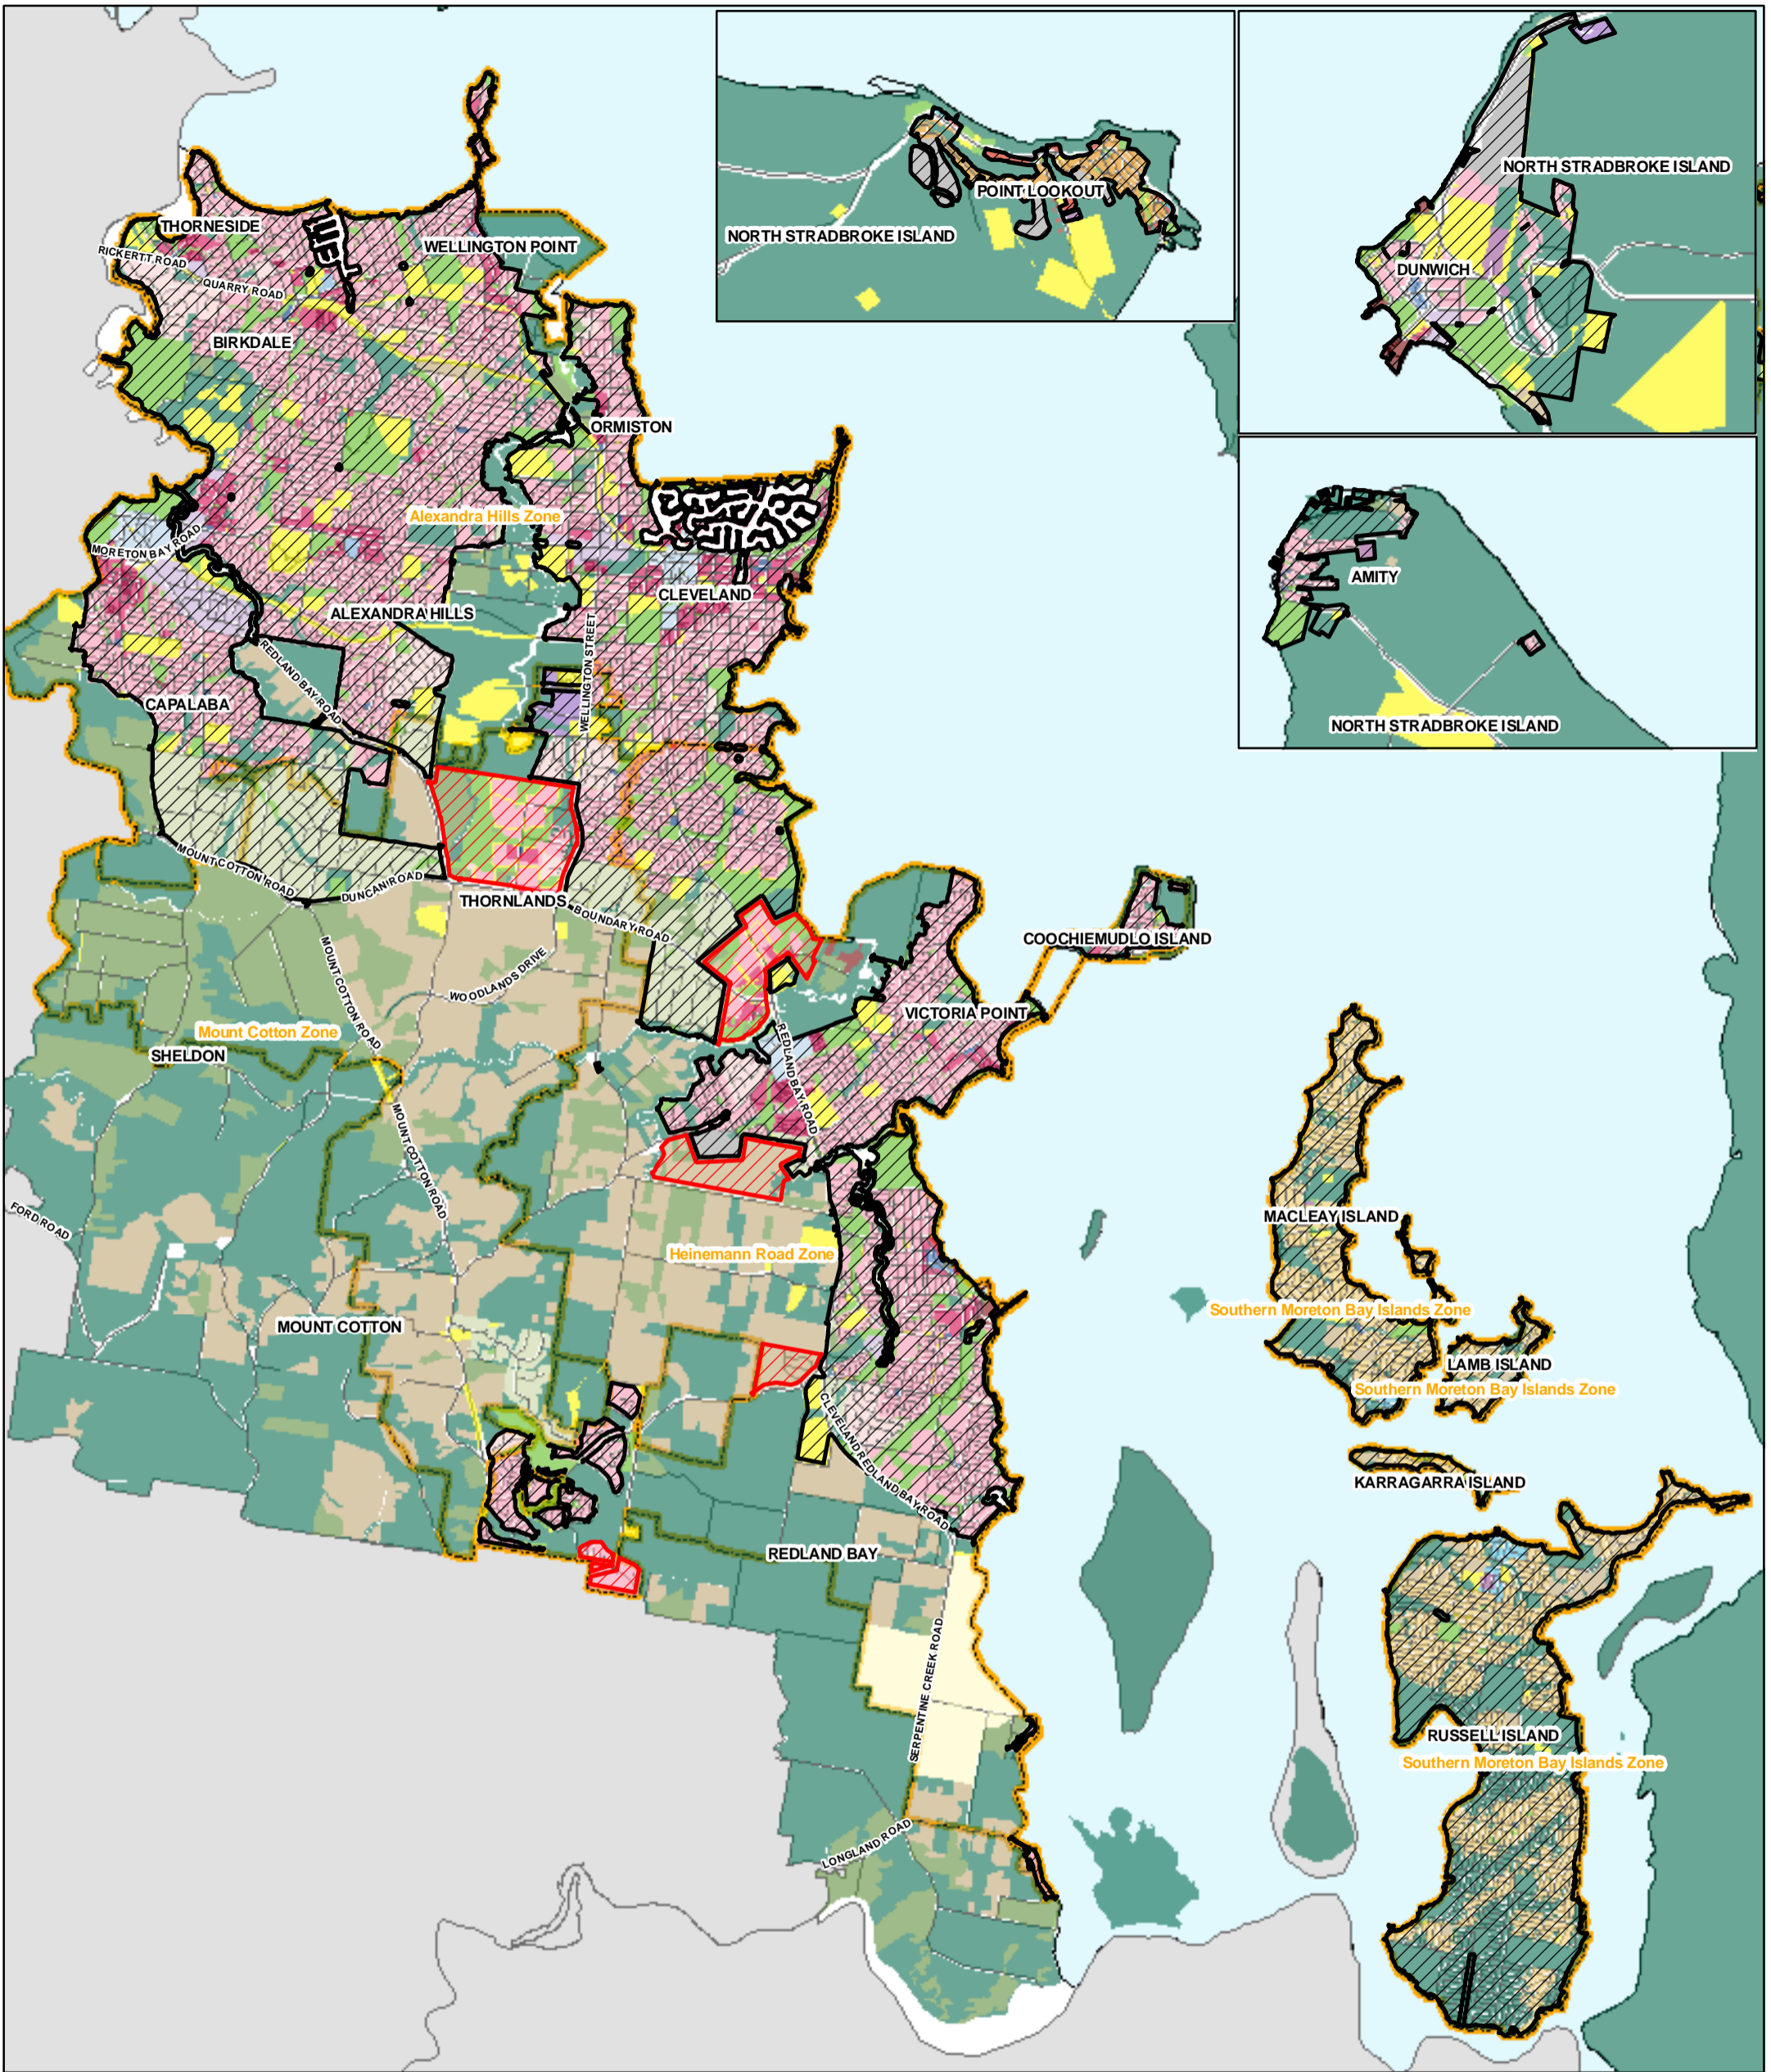 NORTH STRADBROKE ISLAND
POINT LOOKOUT
NORTH STRADBROKE ISLAND
DUNWICH
THORNESIDE
RICKERTT ROAD
WELLINGTON POINT
QUARRY ROAD
BIRKDALE
ORMISTON
Alexandra Hills Zone
MORETON BAY ROAD
AMITY
CLEVELAND
ALEXANDRA HILLS
WELLINGTON STREET
REDLAND BAY ROAD
CAPALABA
NORTH STRADBROKE ISLAND
MOUNT COTTON ROAD
DUNCAN ROAD
THORNLANDS
BOUNDARY ROAD
COOCHIEMUDLO ISLAND
WOODLANDS DRIVE
MOUNT COTTON ROAD
VICTORIA POINT
Mount Cotton Zone
SHELDON
REDLAND BAY ROAD
MOUNT COTTON ROAD
FORD ROAD
MACLEAY ISLAND
Heinemann Road Zone
Southern Moreton Bay Islands Zone
MOUNT COTTON
LAMB ISLAND
Southern Moreton Bay Islands Zone
CLEVELAND REDLAND BAY ROAD
KARRAGARRA ISLAND
REDLAND BAY
SERPENTINE CREEK ROAD
RUSSELL ISLAND
Southern Moreton Bay Islands Zone
LONGLAND ROAD